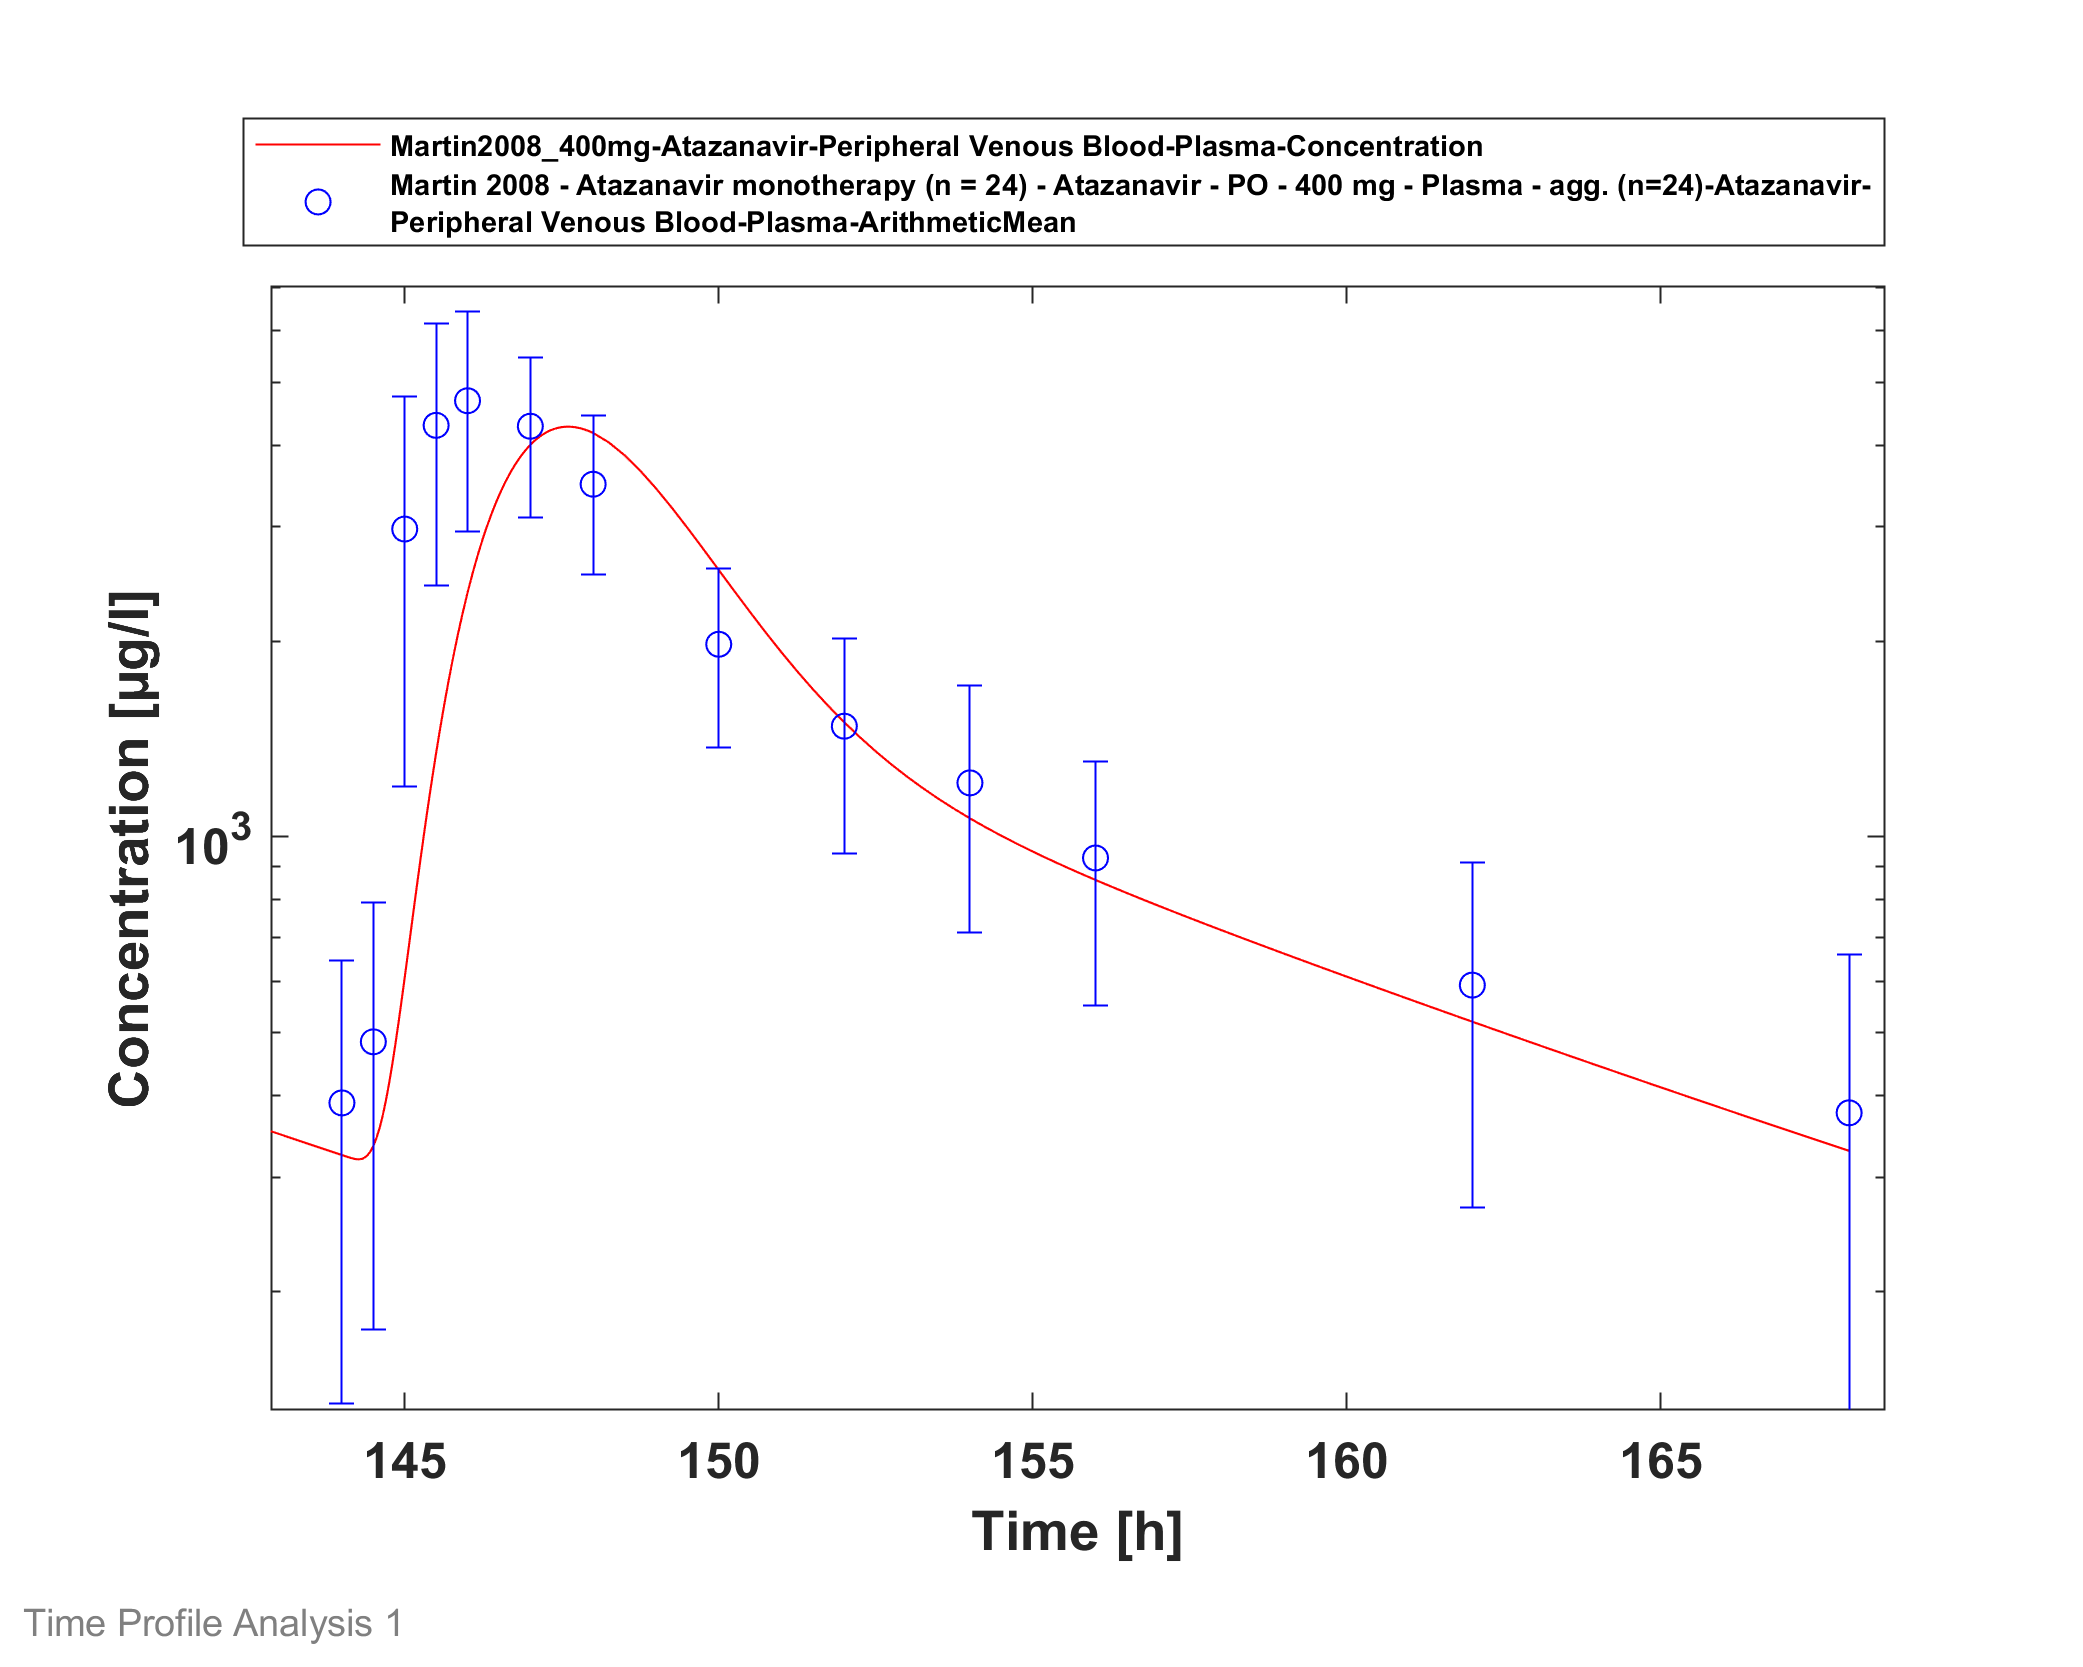 Martin2008_400mg-Atazanavir-Peripheral Venous Blood-Plasma-Concentration
Martin 2008 - Atazanavir monotherapy (n = 24) - Atazanavir - PO - 400 mg - Plasma - agg. (n=24)-Atazanavir-
Peripheral Venous Blood-Plasma-ArithmeticMean
Concentration [µg/l]
10³
145 150 155 160 165
Time [h]
Time Profile Analysis 1